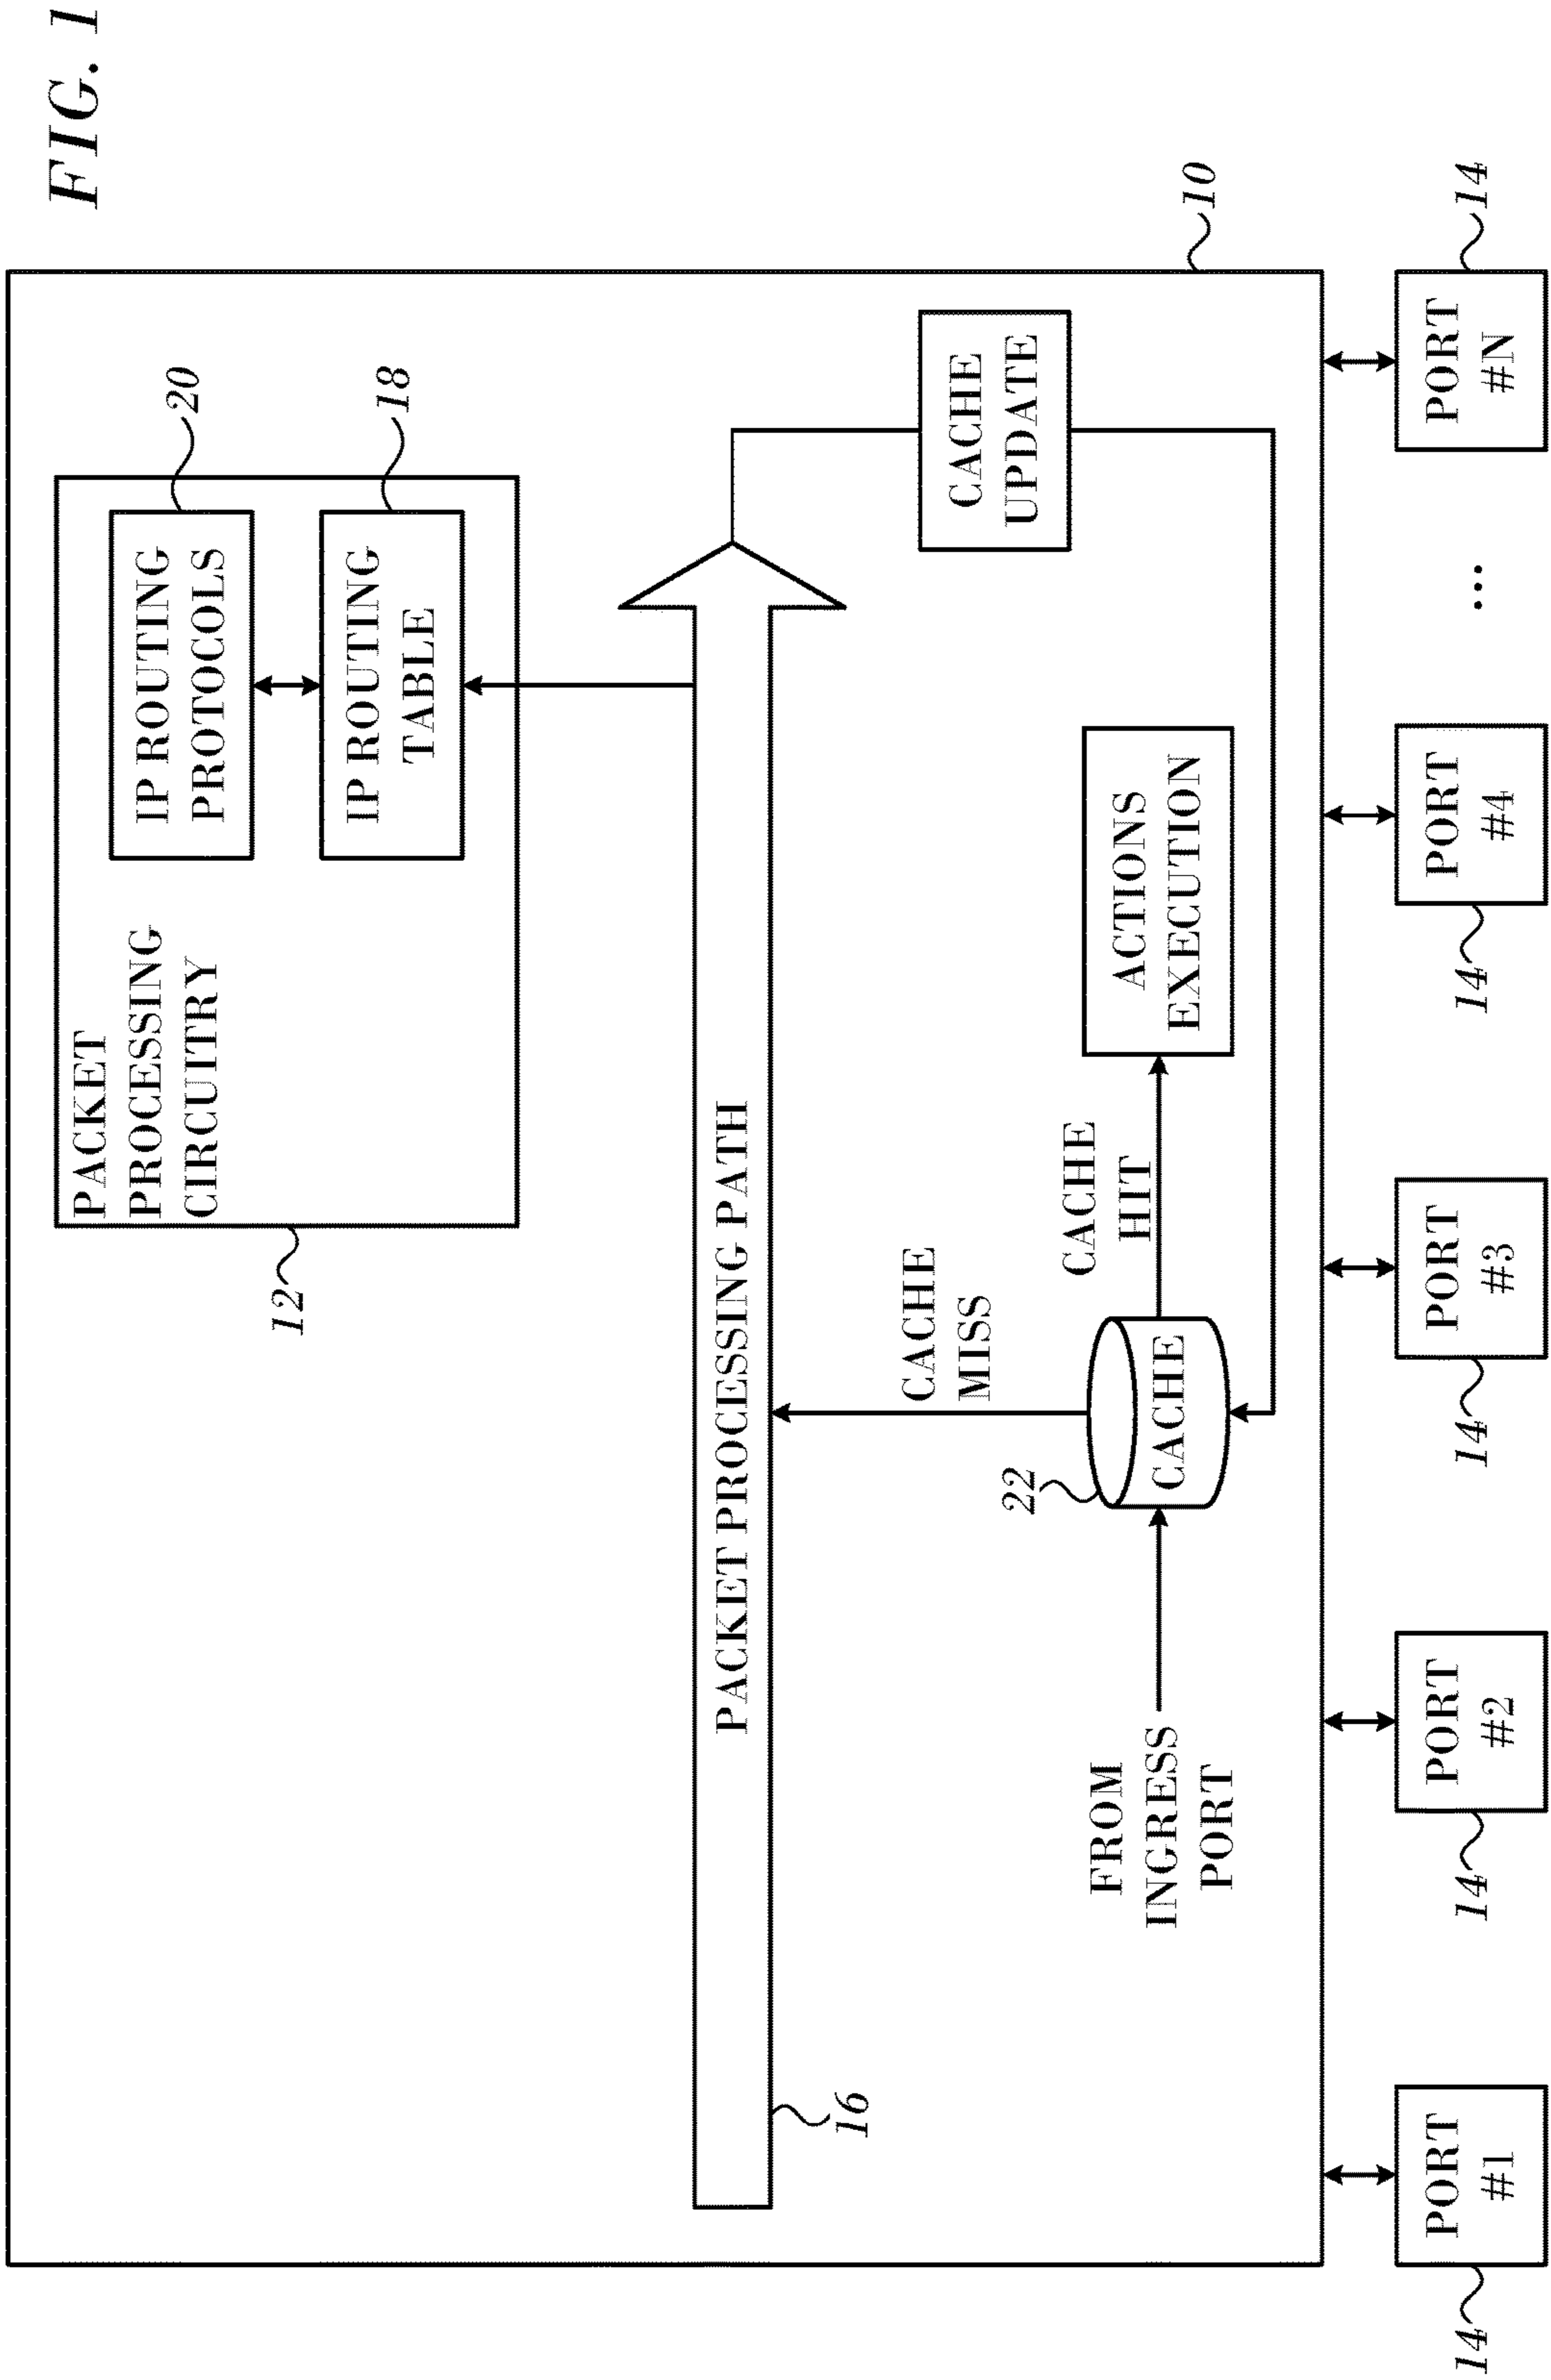 FIG. 1
20
IP ROUTING
PROTOCOLS
18
IP ROUTING
TABLE
PACKET
PROCESSING
CIRCUITRY
12
PACKET PROCESSING PATH
16
CACHE
MISS
CACHE
UPDATE
22
CACHE
CACHE
HIT
ACTIONS
EXECUTION
FROM
INGRESS
PORT
10
PORT
#1
14
PORT
#2
14
PORT
#3
14
PORT
#4
14
...
PORT
#N
14